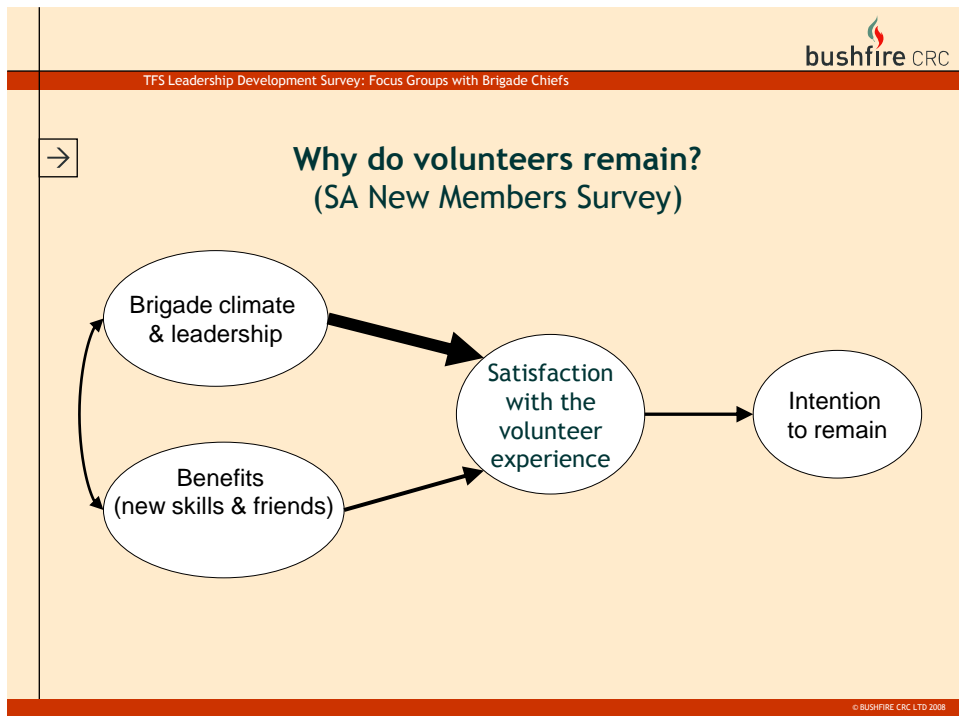 bushfire CRC
TFS Leadership Development Survey: Focus Groups with Brigade Chiefs
Why do volunteers remain?
(SA New Members Survey)
Brigade climate
& leadership
Benefits
(new skills & friends)
Satisfaction
with the
volunteer
experience
Intention
to remain
© BUSHFIRE CRC LTD 2008